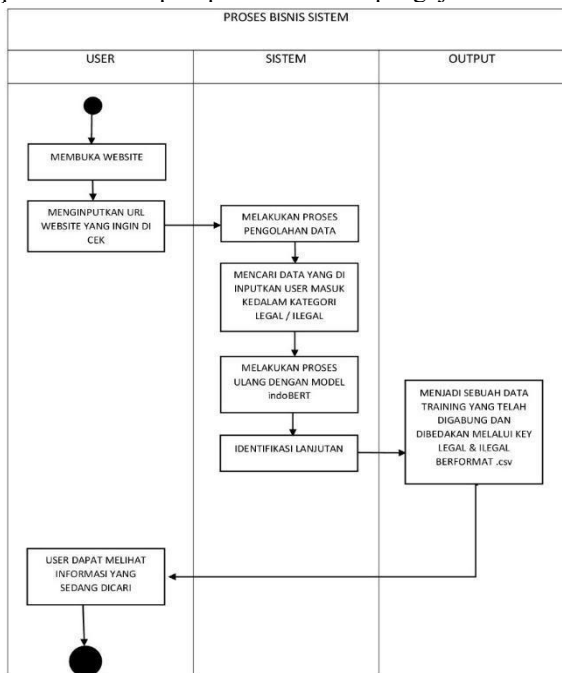 PROSES BISNIS SISTEM
USER
SISTEM
OUTPUT
MEMBUKA WEBSITE
MENGINPUTKAN URL
WEBSITE YANG INGIN DI
CEK
MELAKUKAN PROSES
PENGOLAHAN DATA
MENCARI DATA YANG DI
INPUTKAN USER MASUK
KEDALAM KATEGORI
LEGAL / ILEGAL
MELAKUKAN PROSES
ULANG DENGAN MODEL
indoBERT
IDENTIFIKASI LANJUTAN
MENJADI SEBUAH DATA
TRAINING YANG TELAH
DIGABUNG DAN
DIBEDAKAN MELALUI KEY
LEGAL & ILEGAL
BERFORMAT .csv
USER DAPAT MELIHAT
INFORMASI YANG
SEDANG DICARI